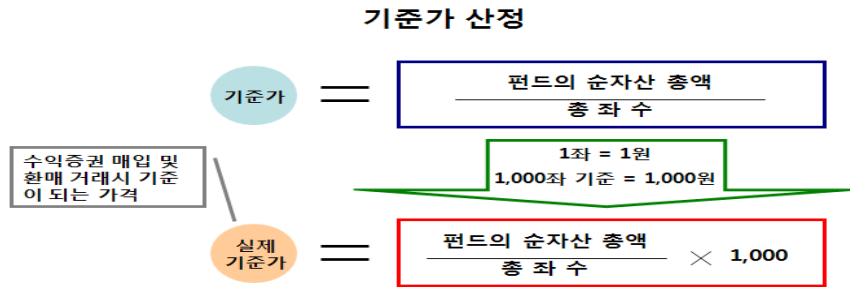 기준가 산정
기준가
펀드의 순자산 총액
총 좌 수
1좌 = 1원
1,000좌 기준 = 1,000원
수익증권 매입 및
환매 거래시 기준
이 되는 가격
실제
기준가
펀드의 순자산 총액
총 좌 수
× 1,000